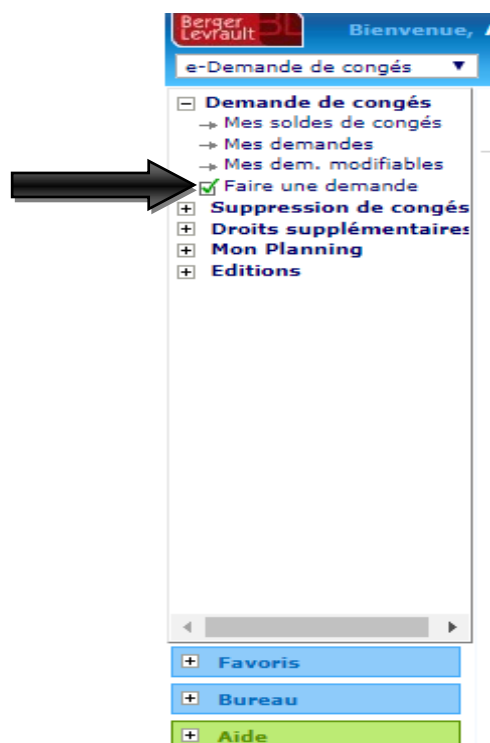 Berger
Levrault BL
Bienvenue,
e-Demande de congés
Demande de congés
Mes soldes de congés
Mes demandes
Mes dem. modifiables
Faire une demande
Suppression de congés
Droits supplémentaires
Mon Planning
Editions
Favoris
Bureau
Aide